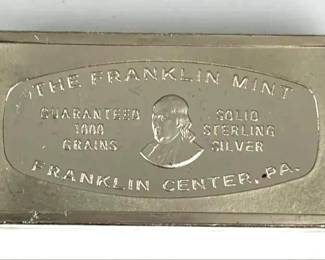 THE FRANKLIN MINT
GUARANTEED
1000
GRAINS
SOLID
STERLING
SILVER
FRANKLIN CENTER, PA.